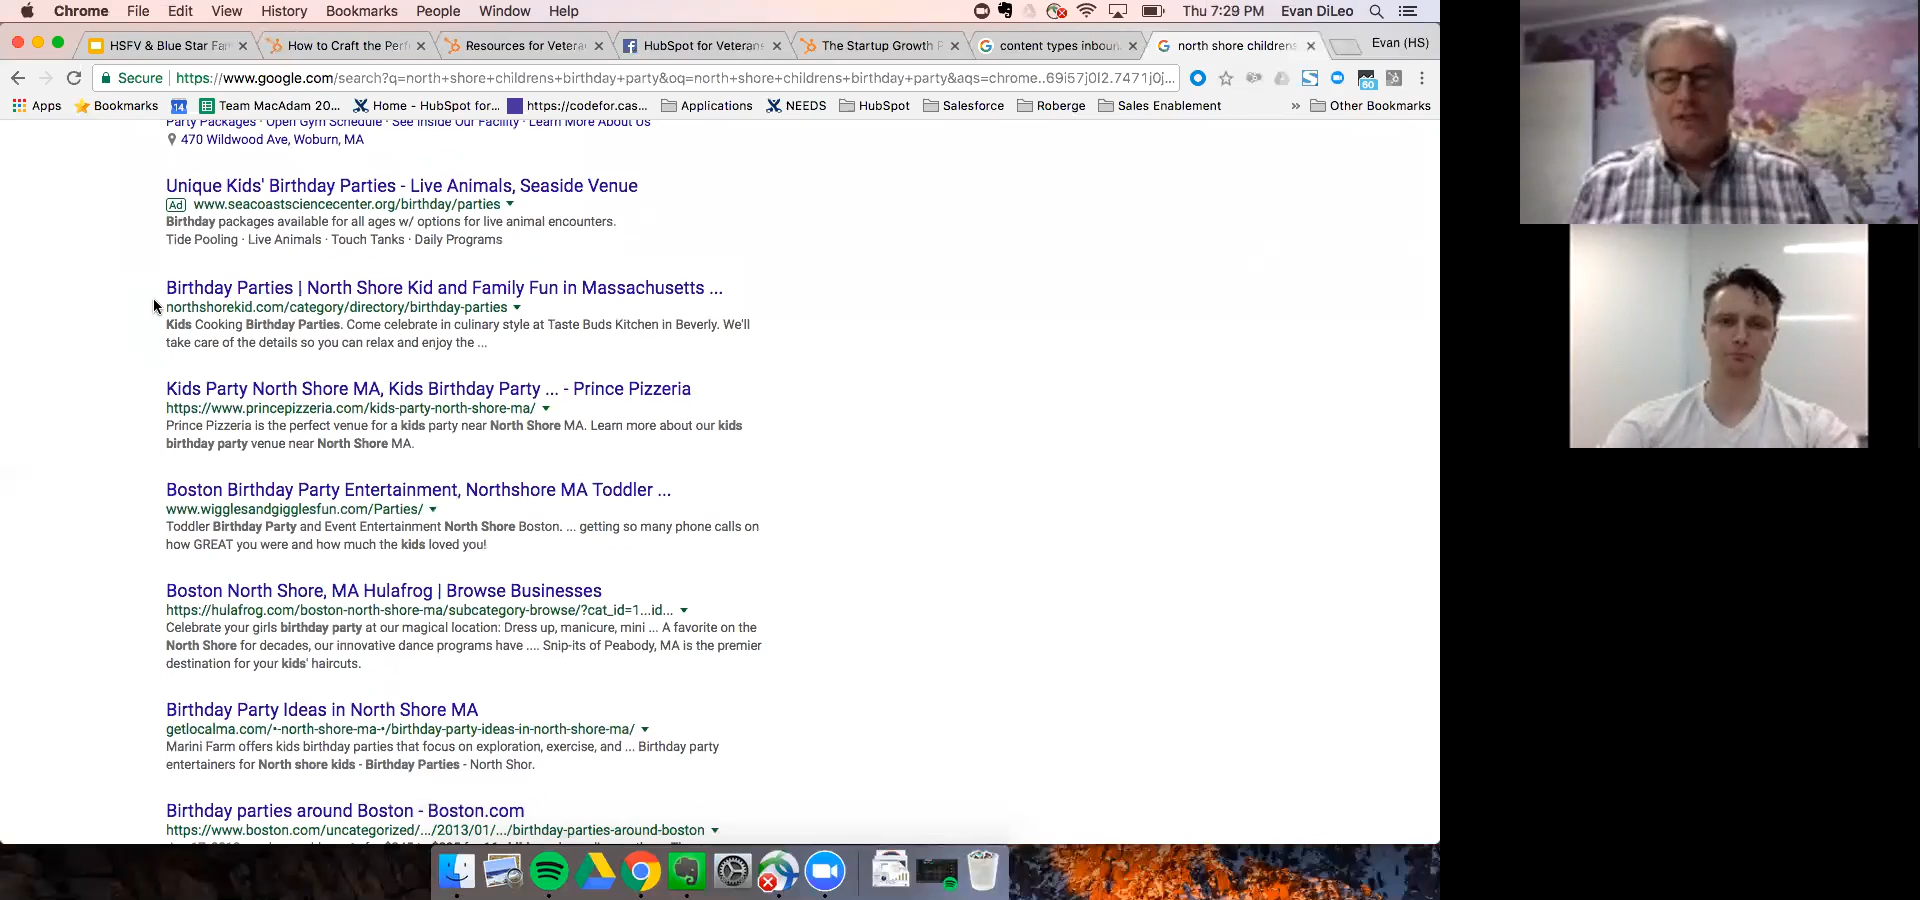 Chrome File Edit View History Bookmarks People Window Help
Thu 7:29 PM Evan DiLeo
HSFV & Blue Star Fam
How to Craft the Perf
Resources for Vetera
HubSpot for Veterans
The Startup Growth P
content types inboun
north shore childrens
Evan (HS)
Secure https://www.google.com/search?q=north+shore+childrens+birthday+party&oq=north+shore+childrens+birthday+party&aqs=chrome..69i57j0l2.7471j0j...
60
Apps Bookmarks 14 Team MacAdam 20... Home - HubSpot for... https://codefor.cas... Applications NEEDS HubSpot Salesforce Roberge Sales Enablement » Other Bookmarks
Party Packages · Open Gym Schedule · See Inside Our Facility · Learn More About Us
470 Wildwood Ave, Woburn, MA
Unique Kids' Birthday Parties - Live Animals, Seaside Venue
Ad www.seacoastsciencecenter.org/birthday/parties
Birthday packages available for all ages w/ options for live animal encounters.
Tide Pooling · Live Animals · Touch Tanks · Daily Programs
Birthday Parties | North Shore Kid and Family Fun in Massachusetts ...
northshorekid.com/category/directory/birthday-parties
Kids Cooking Birthday Parties. Come celebrate in culinary style at Taste Buds Kitchen in Beverly. We'll
take care of the details so you can relax and enjoy the ...
Kids Party North Shore MA, Kids Birthday Party ... - Prince Pizzeria
https://www.princepizzeria.com/kids-party-north-shore-ma/
Prince Pizzeria is the perfect venue for a kids party near North Shore MA. Learn more about our kids
birthday party venue near North Shore MA.
Boston Birthday Party Entertainment, Northshore MA Toddler ...
www.wigglesandgigglesfun.com/Parties/
Toddler Birthday Party and Event Entertainment North Shore Boston. ... getting so many phone calls on
how GREAT you were and how much the kids loved you!
Boston North Shore, MA Hulafrog | Browse Businesses
https://hulafrog.com/boston-north-shore-ma/subcategory-browse/?cat_id=1...id...
Celebrate your girls birthday party at our magical location: Dress up, manicure, mini ... A favorite on the
North Shore for decades, our innovative dance programs have .... Snip-its of Peabody, MA is the premier
destination for your kids' haircuts.
Birthday Party Ideas in North Shore MA
getlocalma.com/•-north-shore-ma-•/birthday-party-ideas-in-north-shore-ma/
Marini Farm offers kids birthday parties that focus on exploration, exercise, and ... Birthday party
entertainers for North shore kids - Birthday Parties - North Shor.
Birthday parties around Boston - Boston.com
https://www.boston.com/uncategorized/.../2013/01/.../birthday-parties-around-boston